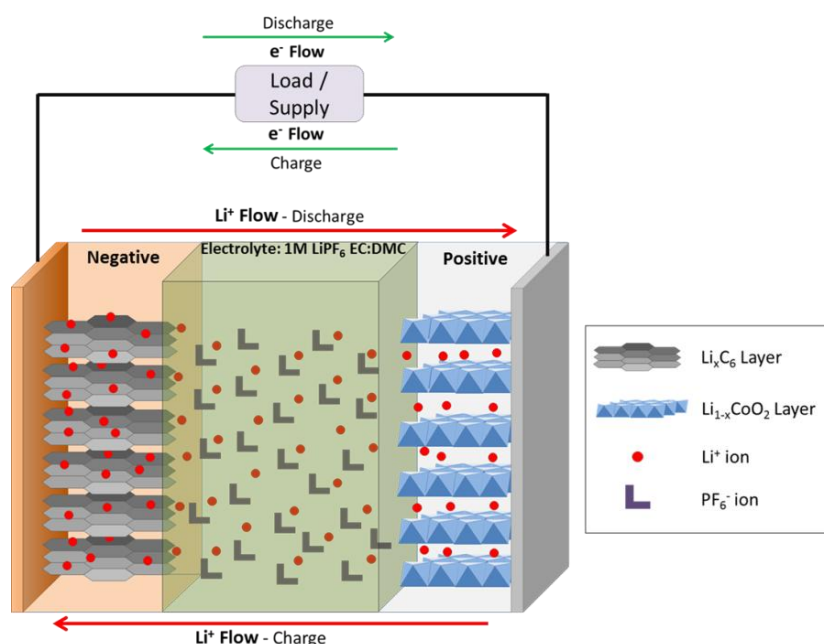 Discharge
e⁻ Flow
Load /
Supply
e⁻ Flow
Charge
Li⁺ Flow - Discharge
Negative
Electrolyte: 1M LiPF₆ EC:DMC
Positive
LiₓC₆ Layer
Li₁₋ₓCoO₂ Layer
Li⁺ ion
PF₆⁻ ion
Li⁺ Flow - Charge